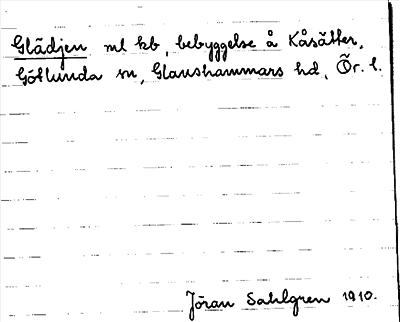 Glädjen ml kb, bebyggelse å Kåsätter,
Götlunda sn, Glanshammars hd, Ör. l.
Jöran Sahlgren 1910.